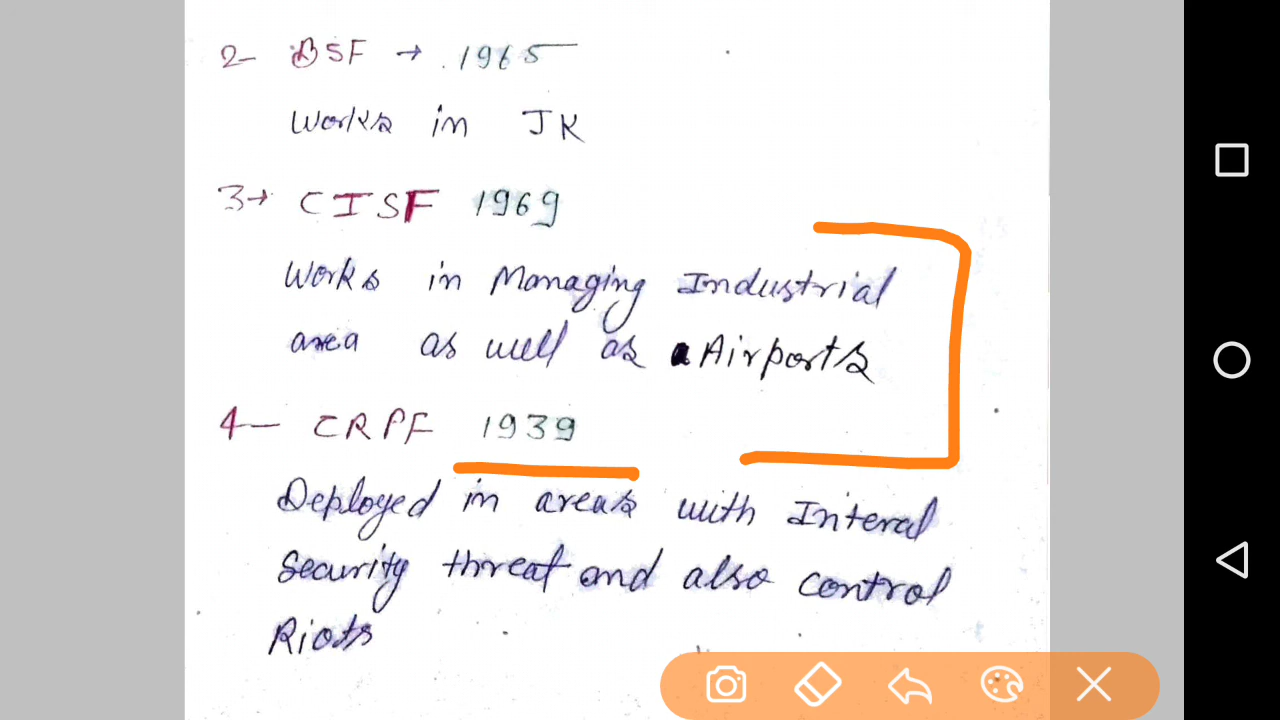 2- BSF → 1965
Works in JK
3→ CISF 1969
Works in Managing Industrial
area as well as Airports
4- CRPF 1939
Deployed in areas with Interal
Security threat and also control
Riots